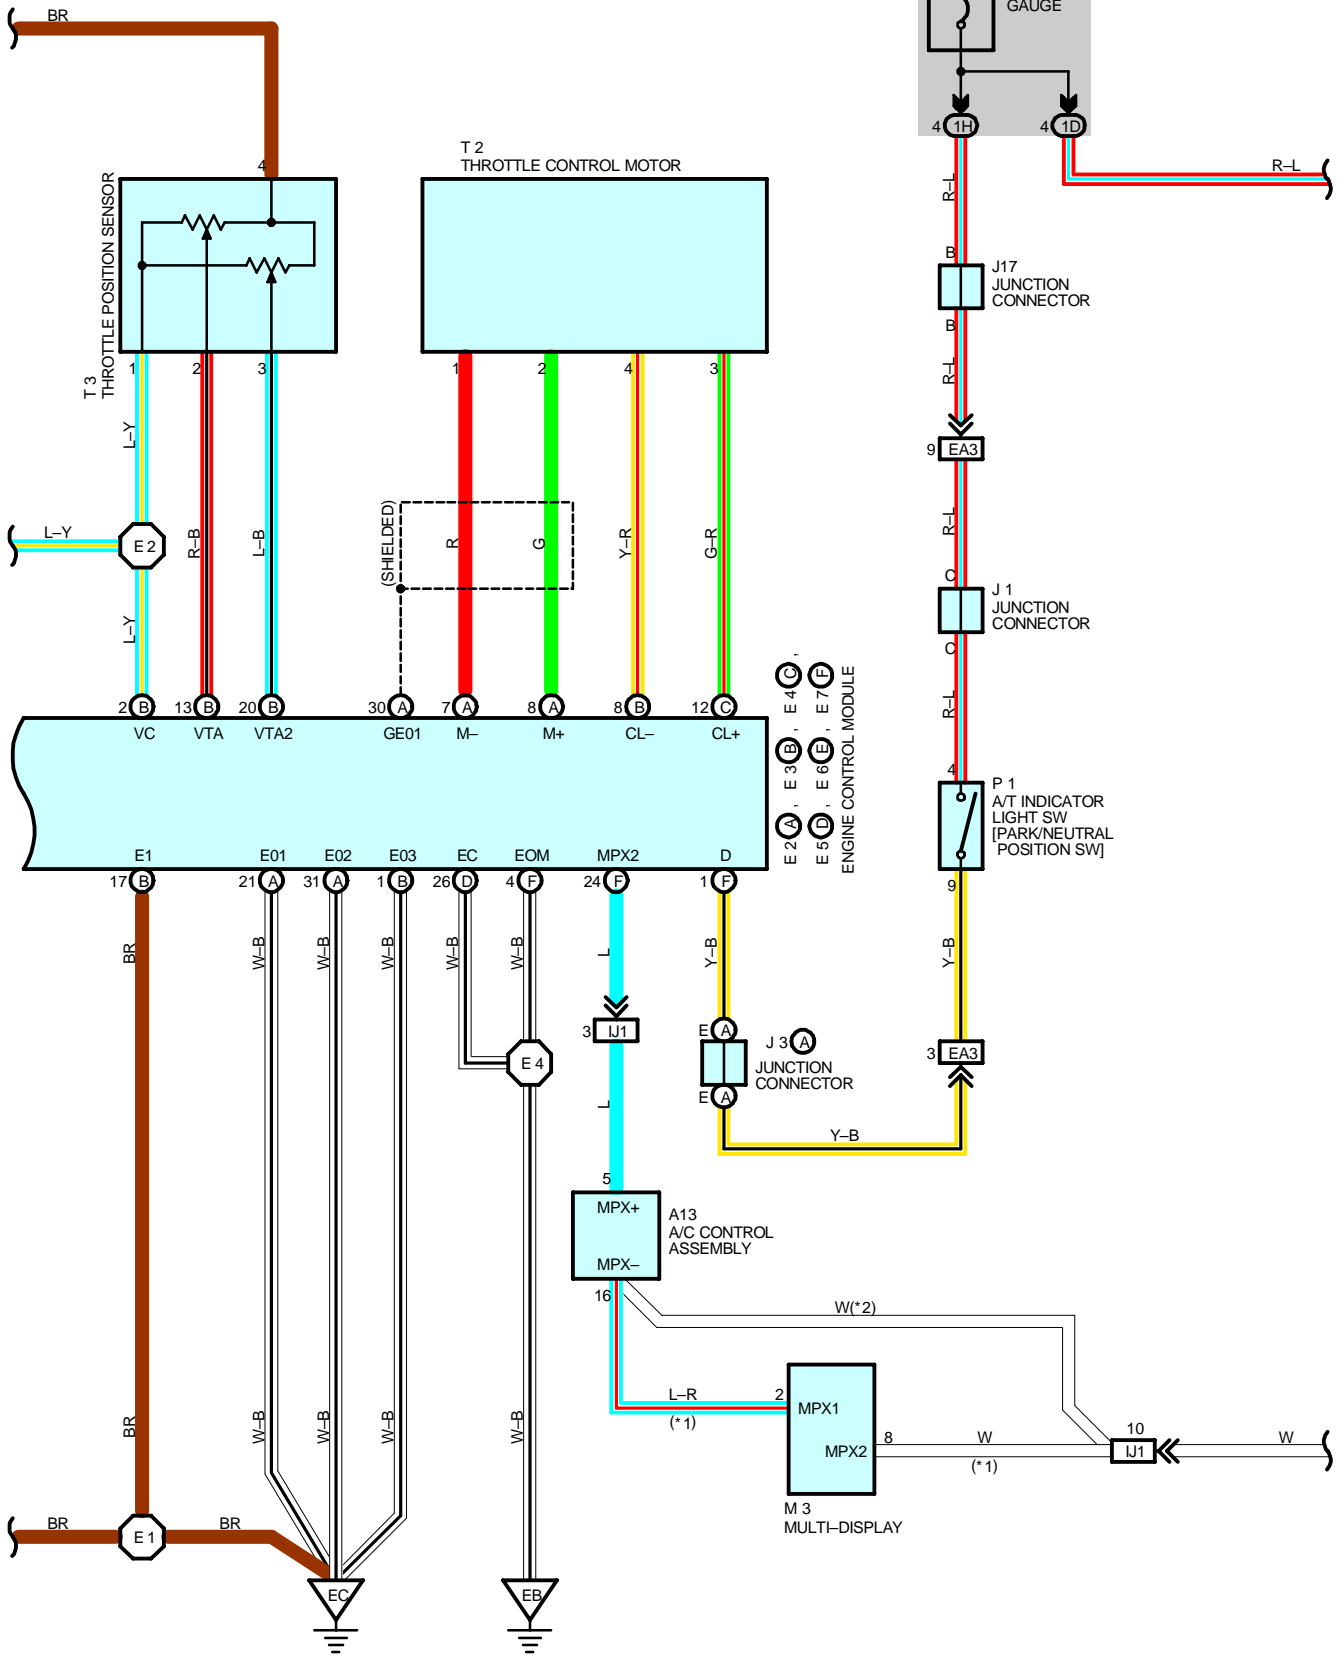 BR
GAUGE
4 1H
4 1D
R–L
R–L
4
T 2
THROTTLE CONTROL MOTOR
T 3
THROTTLE POSITION SENSOR
B
J17
JUNCTION
CONNECTOR
B
R–L
1
2
3
1
2
4
3
L–Y
9 EA3
L–Y
E 2
R–B
L–B
(SHIELDED)
R
G
Y–R
G–R
R–L
C
J 1
JUNCTION
CONNECTOR
C
L–Y
R–L
2 B
13 B
20 B
30 A
7 A
8 A
8 B
12 C
VC
VTA
VTA2
GE01
M–
M+
CL–
CL+
E 2 A , E 3 B , E 4 C ,
E 5 D , E 6 E , E 7 F
ENGINE CONTROL MODULE
4
P 1
A/T INDICATOR
LIGHT SW
[PARK/NEUTRAL
POSITION SW]
9
E1
E01
E02
E03
EC
EOM
MPX2
D
17 B
21 A
31 A
1 B
26 D
4 F
24 F
1 F
BR
W–B
W–B
W–B
W–B
W–B
L
Y–B
Y–B
3 IJ1
E A
J 3 A
JUNCTION
CONNECTOR
E A
3 EA3
E 4
L
Y–B
5
MPX+
A13
A/C CONTROL
ASSEMBLY
MPX–
16
W(*2)
L–R
(*1)
2
MPX1
MPX2
8
W
(*1)
10
IJ1
W
M 3
MULTI–DISPLAY
BR
W–B
W–B
W–B
W–B
BR
E 1
BR
EC
EB